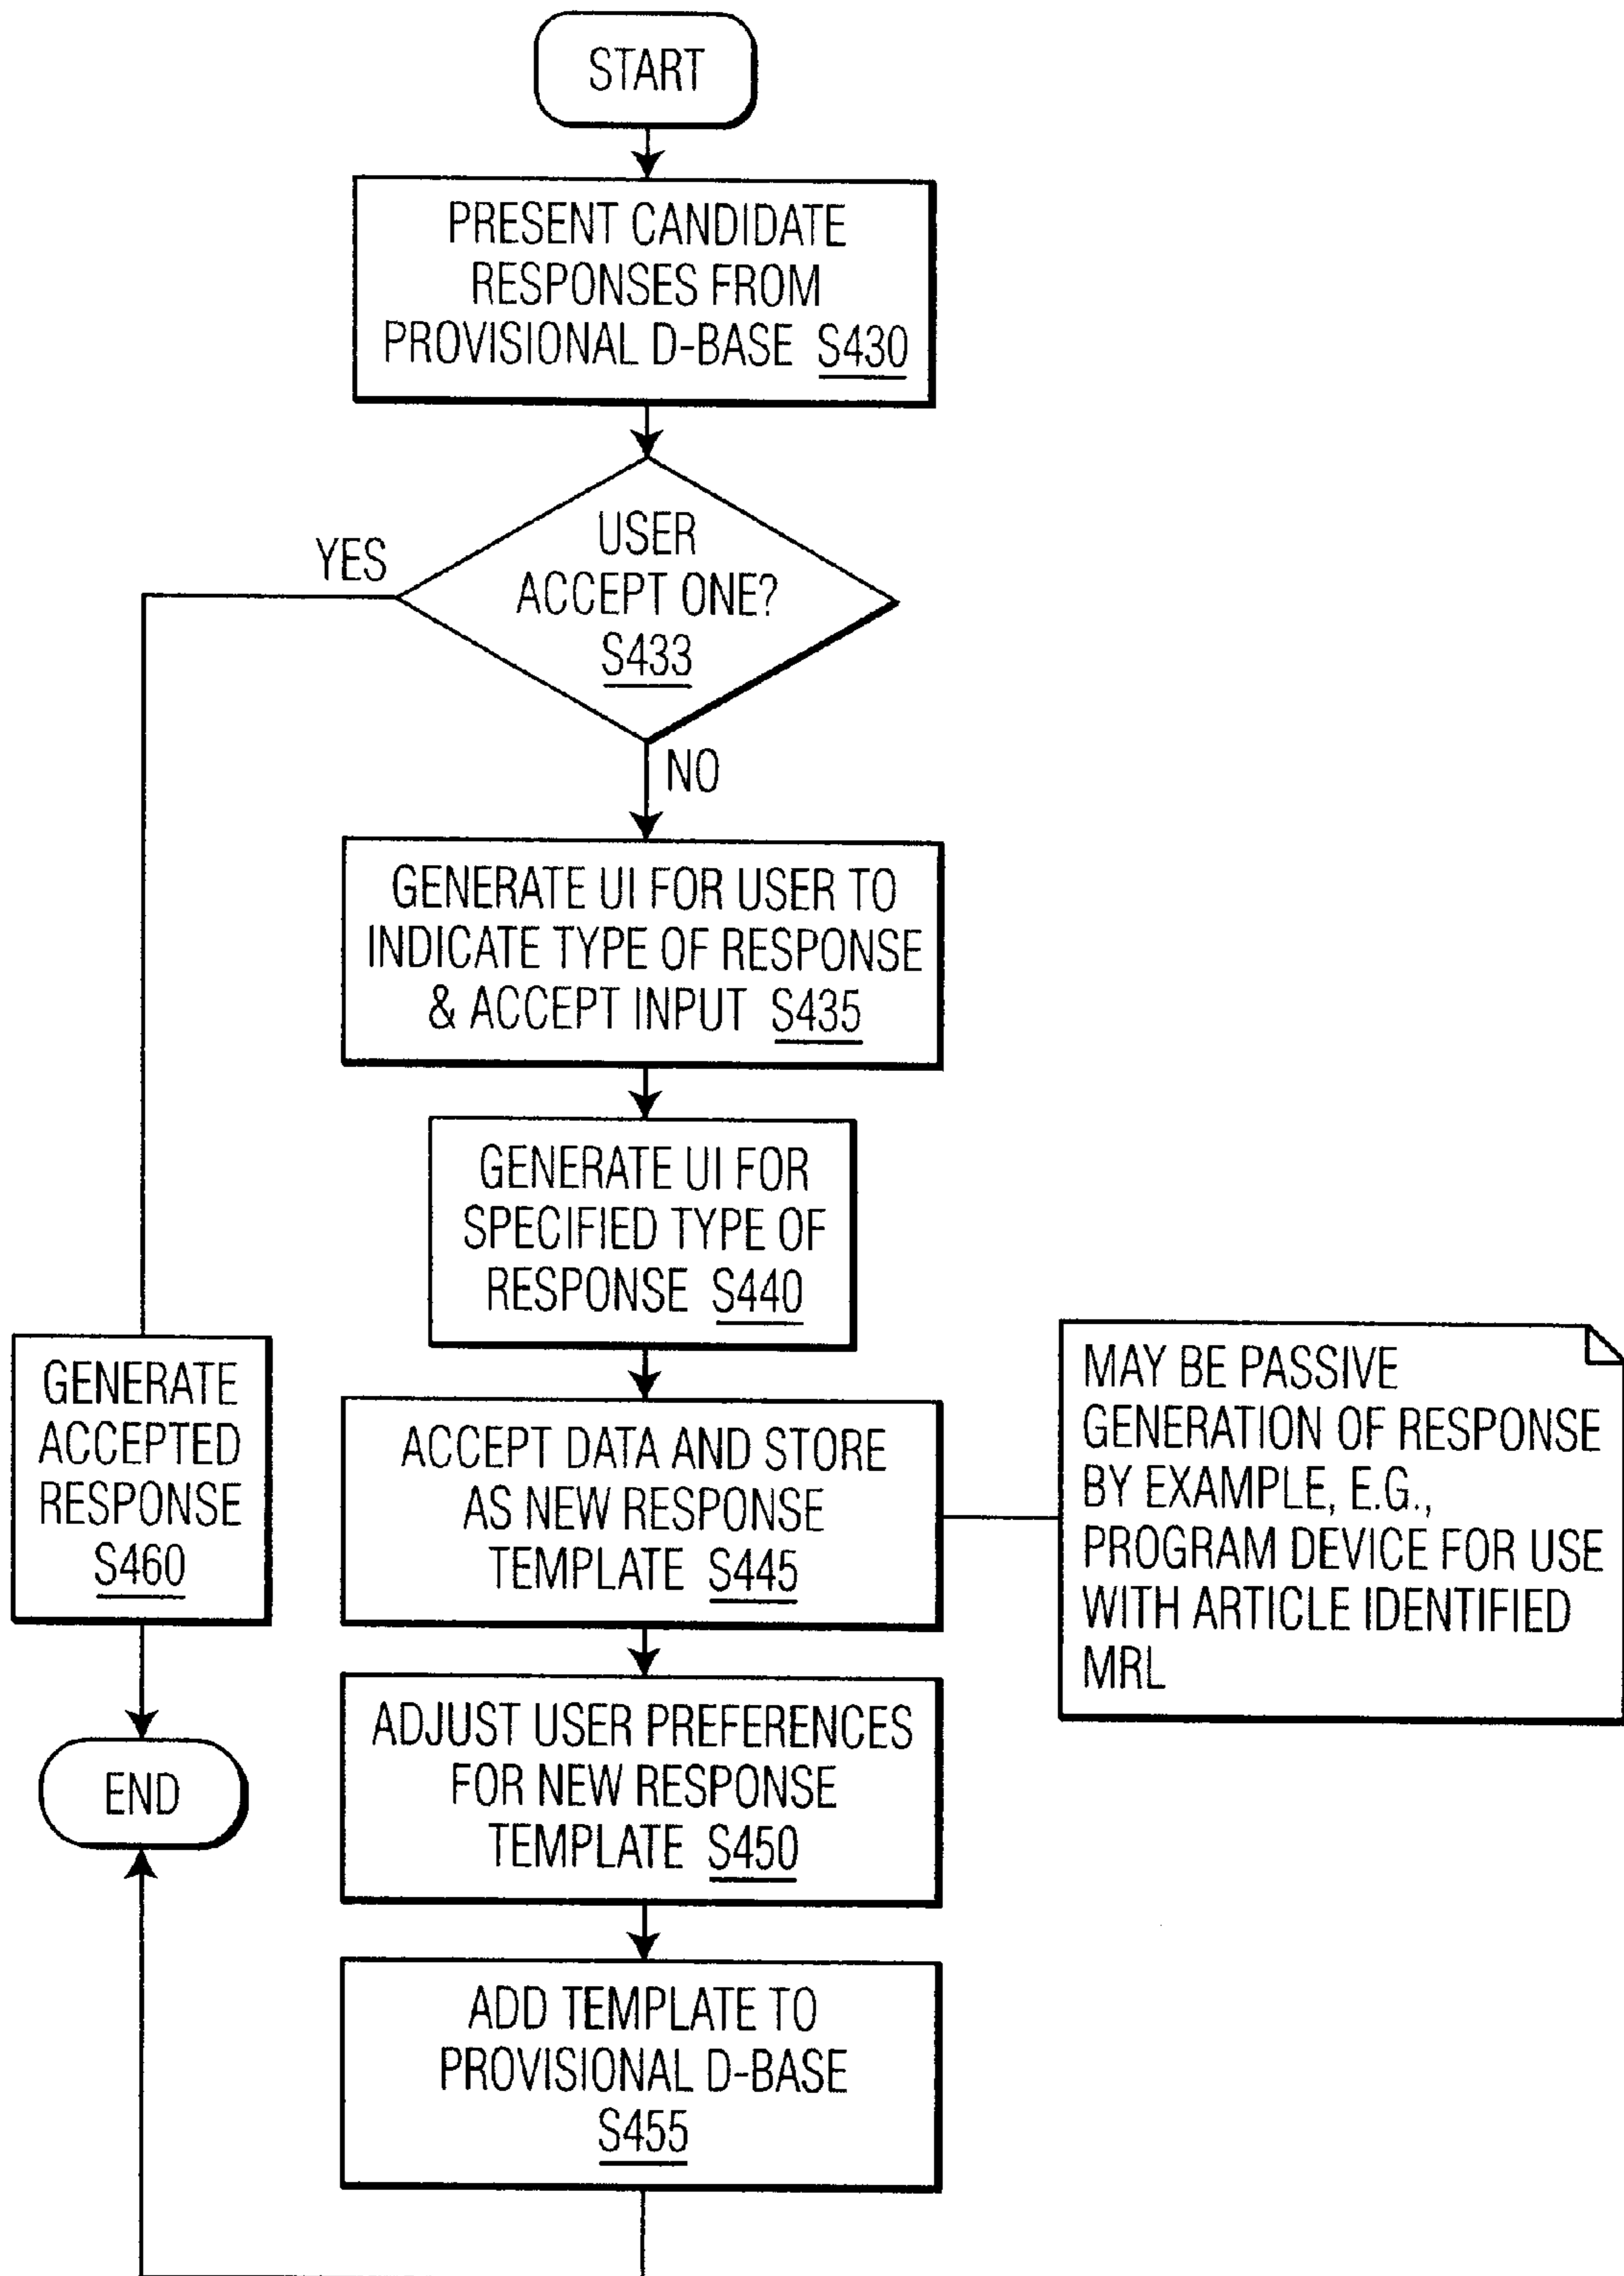 START
PRESENT CANDIDATE
RESPONSES FROM
PROVISIONAL D-BASE S430
USER
ACCEPT ONE?
S433
YES
NO
GENERATE UI FOR USER TO
INDICATE TYPE OF RESPONSE
& ACCEPT INPUT S435
GENERATE UI FOR
SPECIFIED TYPE OF
RESPONSE S440
GENERATE
ACCEPTED
RESPONSE
S460
ACCEPT DATA AND STORE
AS NEW RESPONSE
TEMPLATE S445
MAY BE PASSIVE
GENERATION OF RESPONSE
BY EXAMPLE, E.G.,
PROGRAM DEVICE FOR USE
WITH ARTICLE IDENTIFIED
MRL
ADJUST USER PREFERENCES
FOR NEW RESPONSE
TEMPLATE S450
END
ADD TEMPLATE TO
PROVISIONAL D-BASE
S455